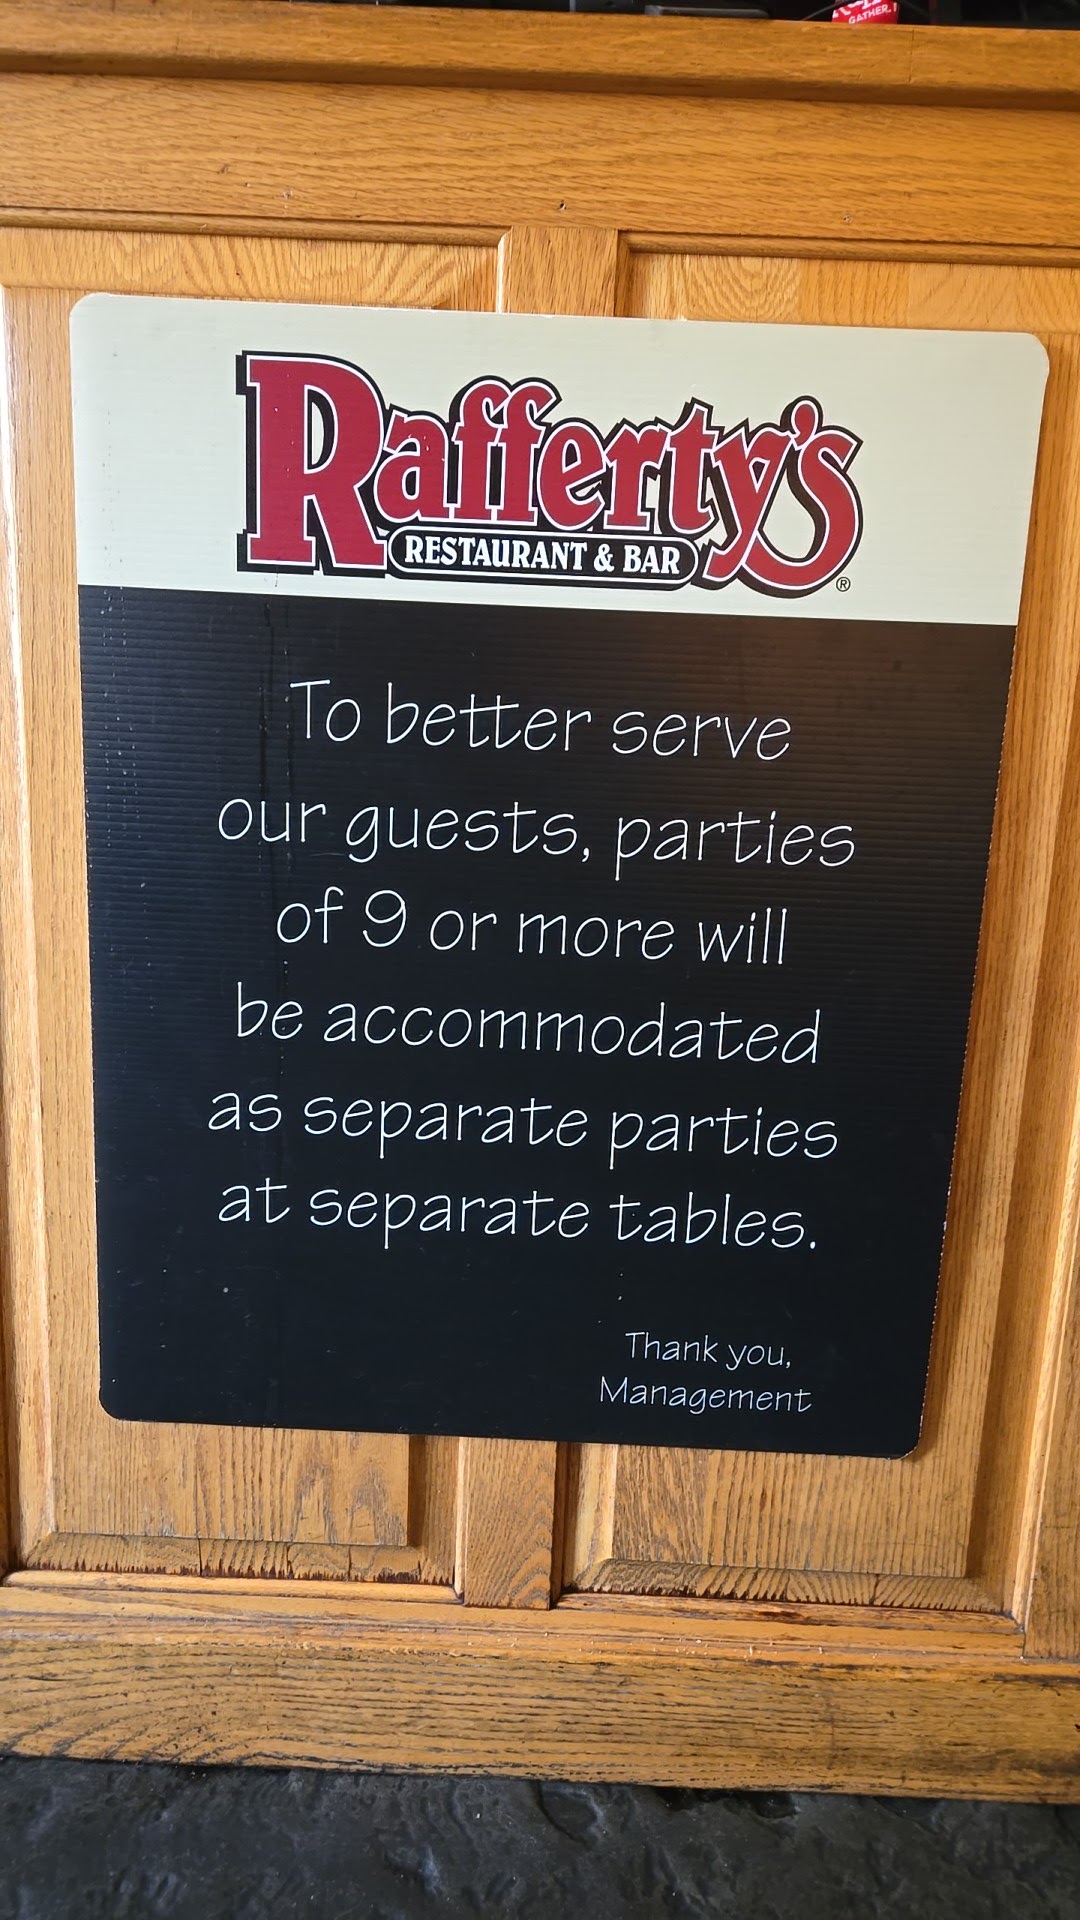 GATHER.
Rafferty's
RESTAURANT & BAR
®
To better serve
our guests, parties
of 9 or more will
be accommodated
as separate parties
at separate tables.
Thank you,
Management